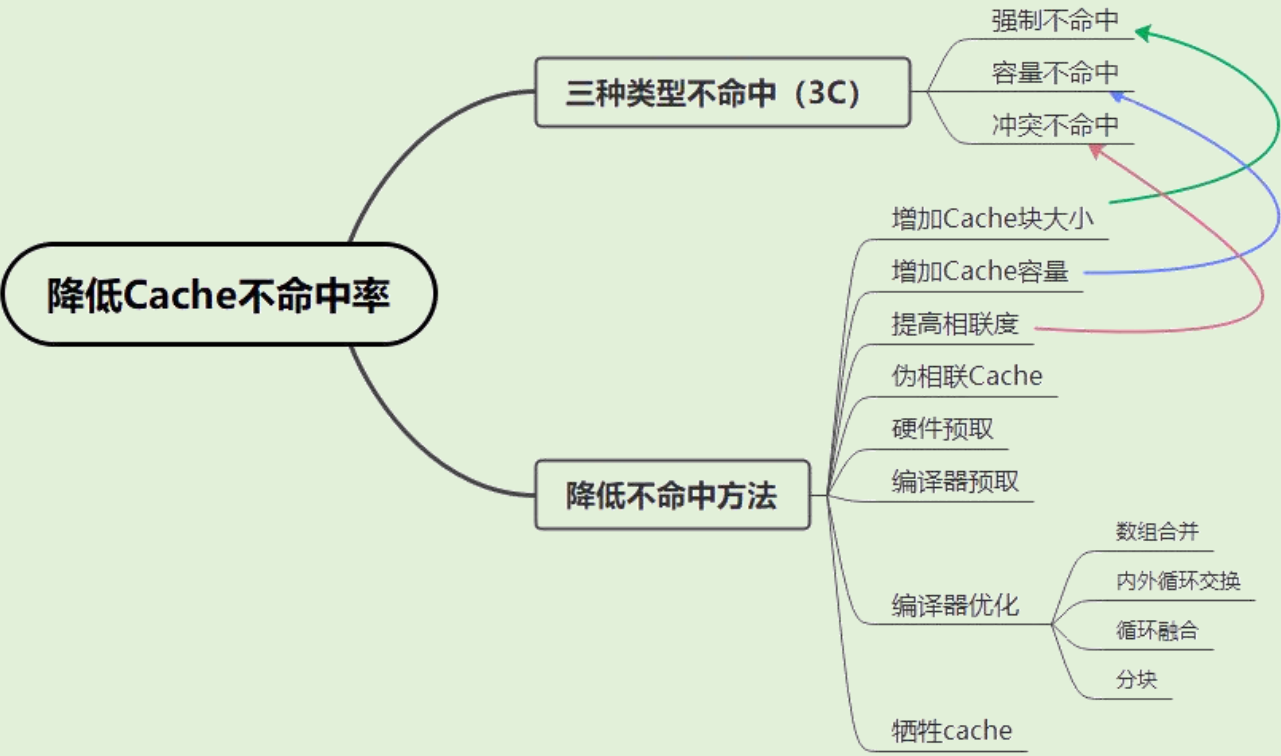 降低Cache不命中率
三种类型不命中（3C）
强制不命中
容量不命中
冲突不命中
降低不命中方法
增加Cache块大小
增加Cache容量
提高相联度
伪相联Cache
硬件预取
编译器预取
编译器优化
数组合并
内外循环交换
循环融合
分块
牺牲cache